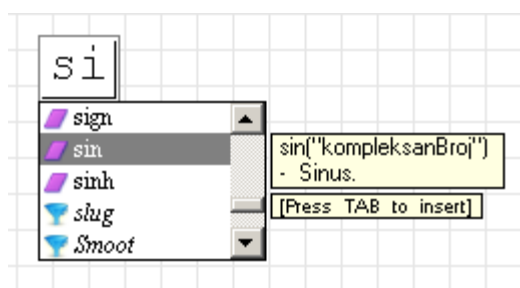 si
sign
sin
sinh
slug
Smoot
sin("kompleksanBroj")
- Sinus.
[Press TAB to insert]